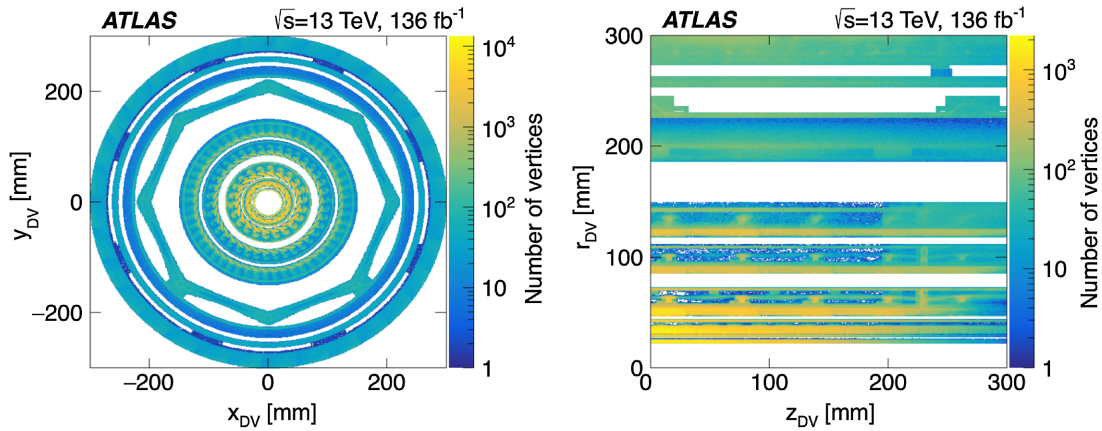 ATLAS √s=13 TeV, 136 fb⁻¹
200
0
−200
y_DV [mm]
−200 0 200
x_DV [mm]
10⁴
10³
10²
10
1
Number of vertices
ATLAS √s=13 TeV, 136 fb⁻¹
300
200
100
0
r_DV [mm]
0 100 200 300
z_DV [mm]
10³
10²
10
1
Number of vertices